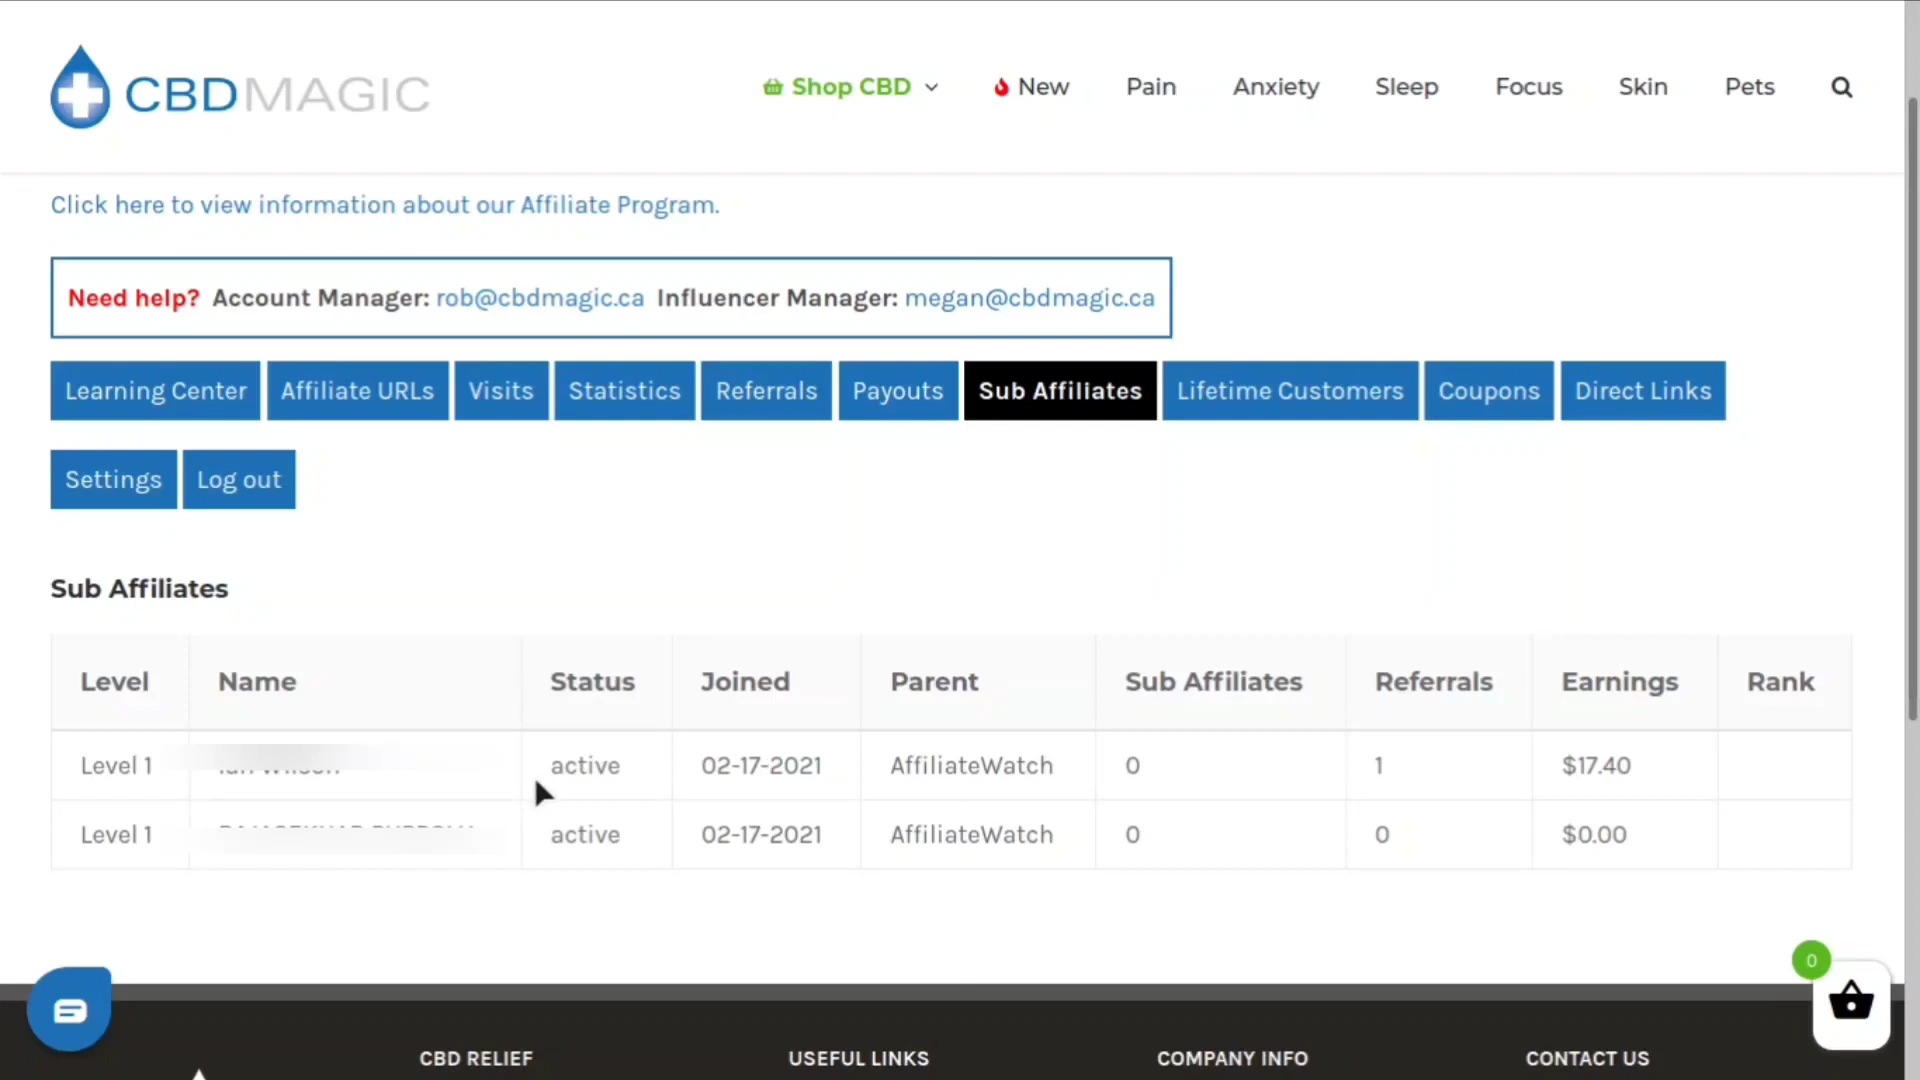 CBDMAGIC
Shop CBD New Pain Anxiety Sleep Focus Skin Pets
Click here to view information about our Affiliate Program.
Need help? Account Manager: rob@cbdmagic.ca Influencer Manager: megan@cbdmagic.ca
Learning Center Affiliate URLs Visits Statistics Referrals Payouts Sub Affiliates Lifetime Customers Coupons Direct Links
Settings Log out
Sub Affiliates
Level Name Status Joined Parent Sub Affiliates Referrals Earnings Rank
Level 1 active 02-17-2021 AffiliateWatch 0 1 $17.40
Level 1 active 02-17-2021 AffiliateWatch 0 0 $0.00
0
CBD RELIEF USEFUL LINKS COMPANY INFO CONTACT US